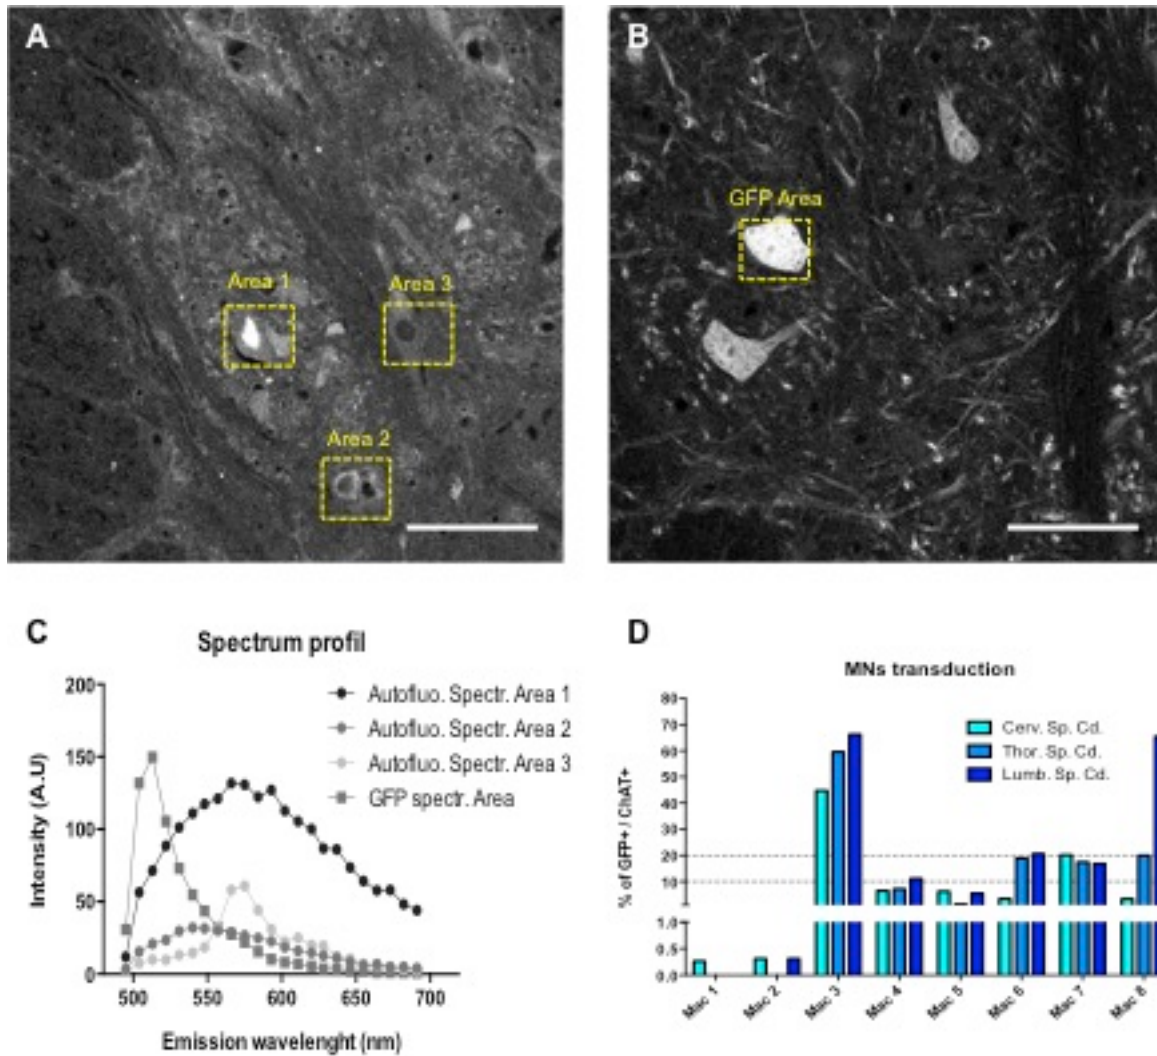 A
B
GFP Area
Area 1
Area 3
Area 2
C
Spectrum profil
200
150
100
50
0
500
550
600
650
700
Intensity (A.U)
Emission wavelenght (nm)
Autofluo. Spectr. Area 1
Autofluo. Spectr. Area 2
Autofluo. Spectr. Area 3
GFP spectr. Area
D
MNs transduction
80
70
60
50
40
30
20
10
1.0
0.5
0.0
% of GFP+ / ChAT+
Cerv. Sp. Cd.
Thor. Sp. Cd.
Lumb. Sp. Cd.
Mac 1
Mac 2
Mac 3
Mac 4
Mac 5
Mac 6
Mac 7
Mac 8